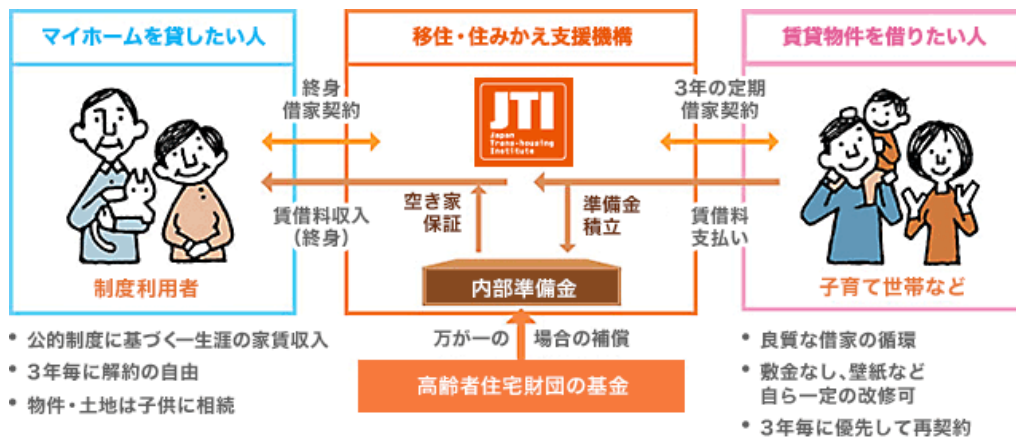 マイホームを貸したい人
移住・住みかえ支援機構
賃貸物件を借りたい人
終身
借家契約
JTI
Japan
Trans-housing
Institute
3年の定期
借家契約
賃借料収入
（終身）
空き家
保証
準備金
積立
賃借料
支払い
制度利用者
内部準備金
子育て世帯など
万が一の 場合の補償
高齢者住宅財団の基金
• 公的制度に基づく一生涯の家賃収入
• 3年毎に解約の自由
• 物件・土地は子供に相続
• 良質な借家の循環
• 敷金なし、壁紙など
自ら一定の改修可
• 3年毎に優先して再契約